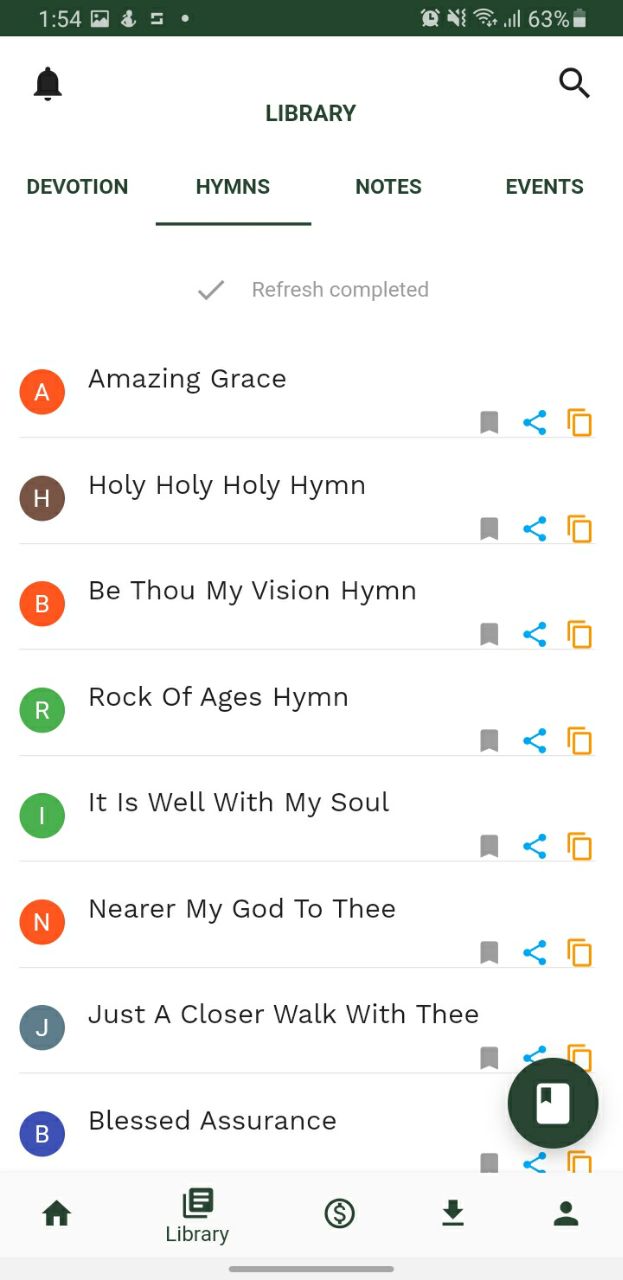 1:54
63%
LIBRARY
DEVOTION HYMNS NOTES EVENTS
Refresh completed
A Amazing Grace
H Holy Holy Holy Hymn
B Be Thou My Vision Hymn
R Rock Of Ages Hymn
I It Is Well With My Soul
N Nearer My God To Thee
J Just A Closer Walk With Thee
B Blessed Assurance
Library